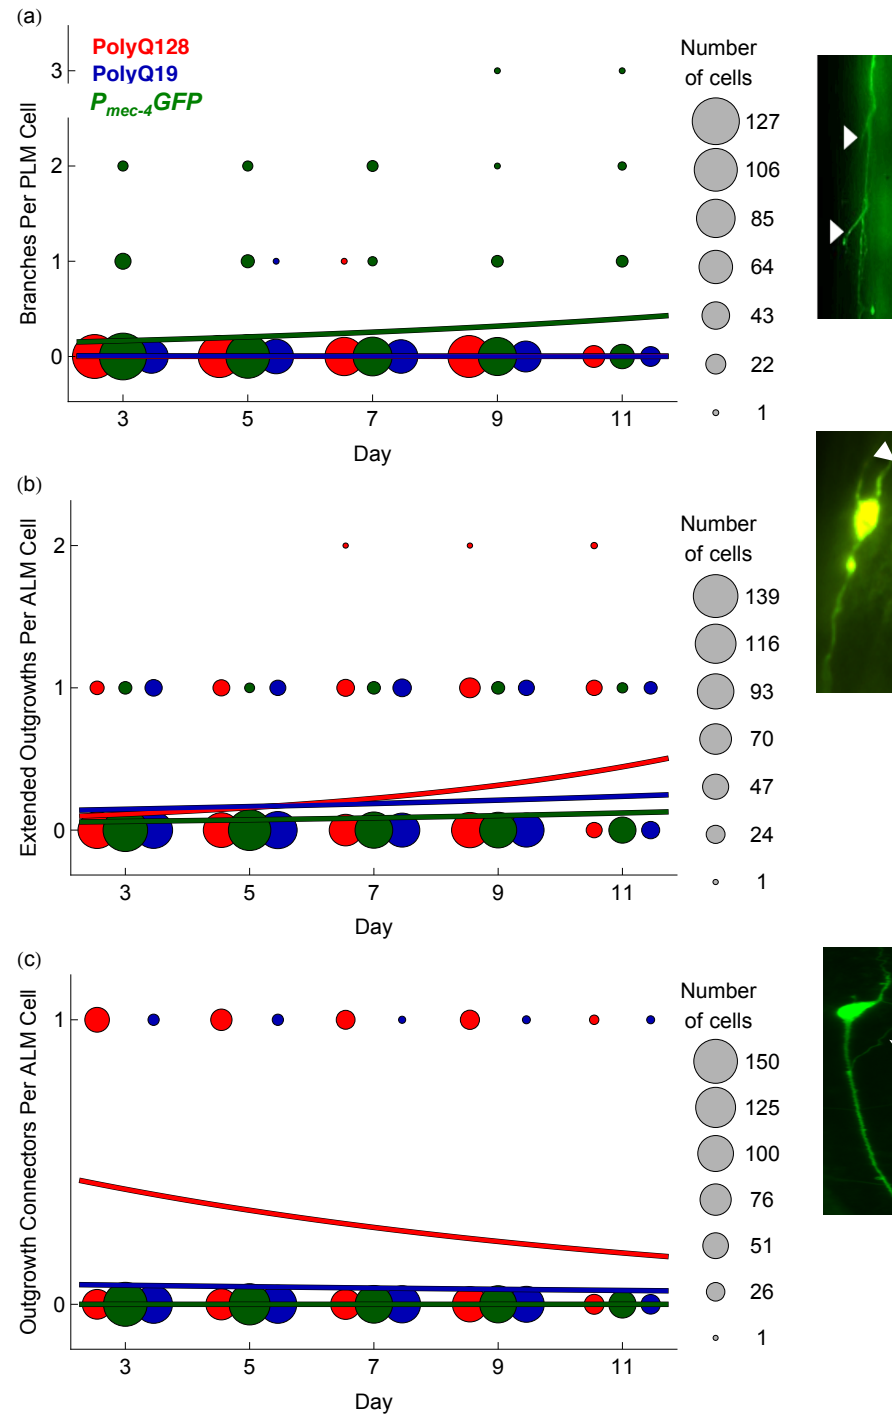 (a)
PolyQ128
PolyQ19
Pmec-4GFP
Branches Per PLM Cell
3
2
1
0
3 5 7 9 11
Day
Number
of cells
127
106
85
64
43
22
1
(b)
Extended Outgrowths Per ALM Cell
2
1
0
3 5 7 9 11
Day
Number
of cells
139
116
93
70
47
24
1
(c)
Outgrowth Connectors Per ALM Cell
1
0
3 5 7 9 11
Day
Number
of cells
150
125
100
76
51
26
1